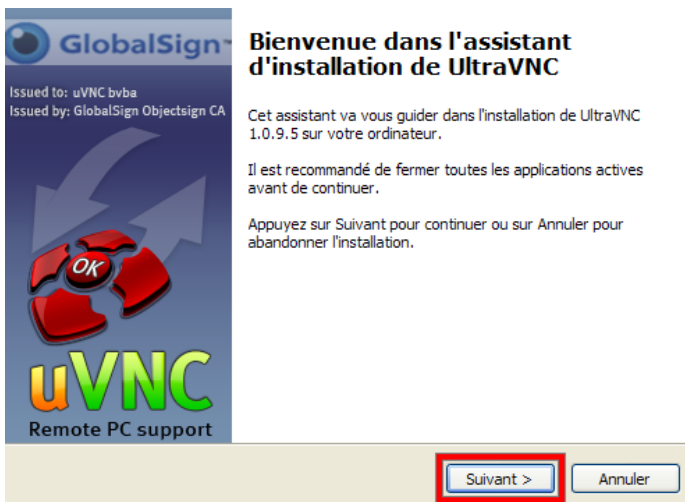 GlobalSign
Issued to: uVNC bvba
Issued by: GlobalSign Objectsign CA
OK
uVNC
Remote PC support
Bienvenue dans l'assistant
d'installation de UltraVNC
Cet assistant va vous guider dans l'installation de UltraVNC
1.0.9.5 sur votre ordinateur.
Il est recommandé de fermer toutes les applications actives
avant de continuer.
Appuyez sur Suivant pour continuer ou sur Annuler pour
abandonner l'installation.
Suivant >
Annuler